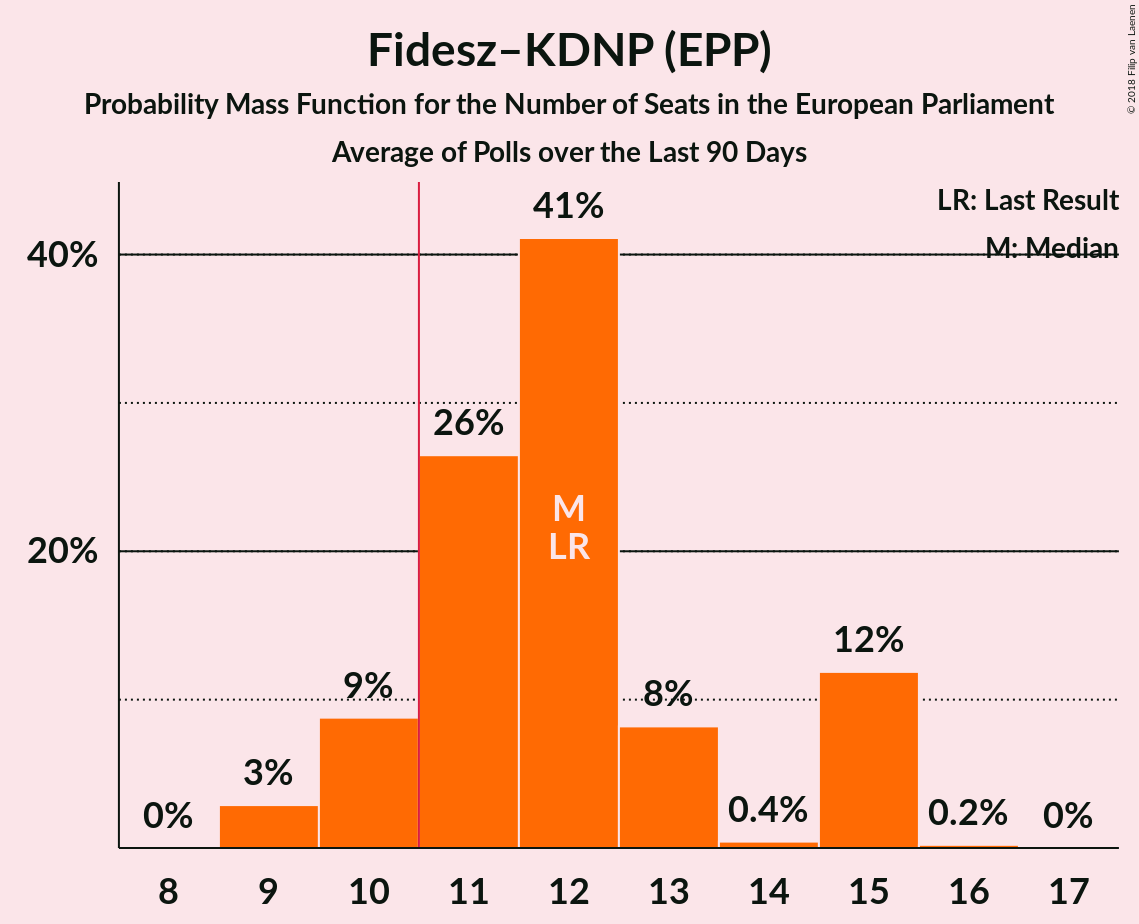 Fidesz–KDNP (EPP)
Probability Mass Function for the Number of Seats in the European Parliament
Average of Polls over the Last 90 Days
© 2018 Filip van Laenen
LR: Last Result
M: Median
40%
20%
0%
3%
9%
26%
41%
M
LR
8%
0.4%
12%
0.2%
0%
8 9 10 11 12 13 14 15 16 17